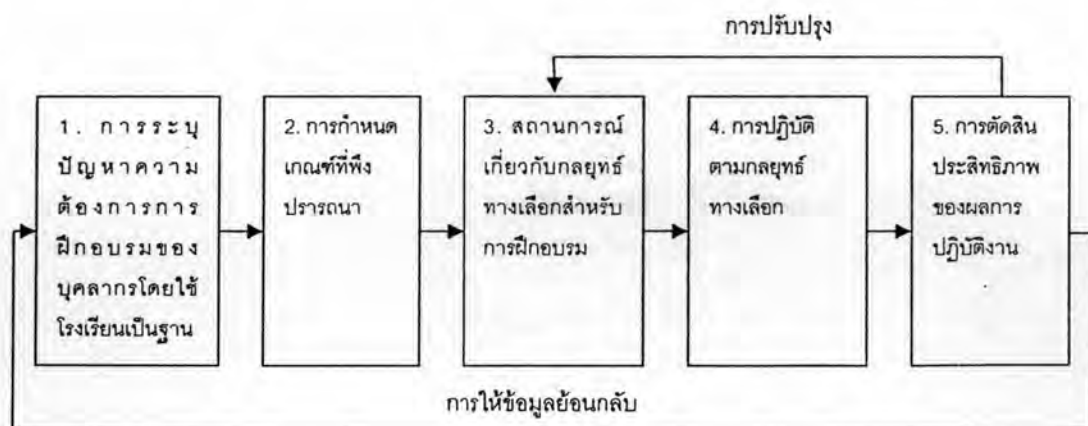 การปรับปรุง
1. การระบุ
ปัญหาความ
ต้องการการ
ฝึกอบรมของ
บุคลากรโดยใช้
โรงเรียนเป็นฐาน
2. การกำหนด
เกณฑ์ที่พึง
ปรารถนา
3. สถานการณ์
เกี่ยวกับกลยุทธ์
ทางเลือกสำหรับ
การฝึกอบรม
4. การปฏิบัติ
ตามกลยุทธ์
ทางเลือก
5. การตัดสิน
ประสิทธิภาพ
ของผลการ
ปฏิบัติงาน
การให้ข้อมูลย้อนกลับ